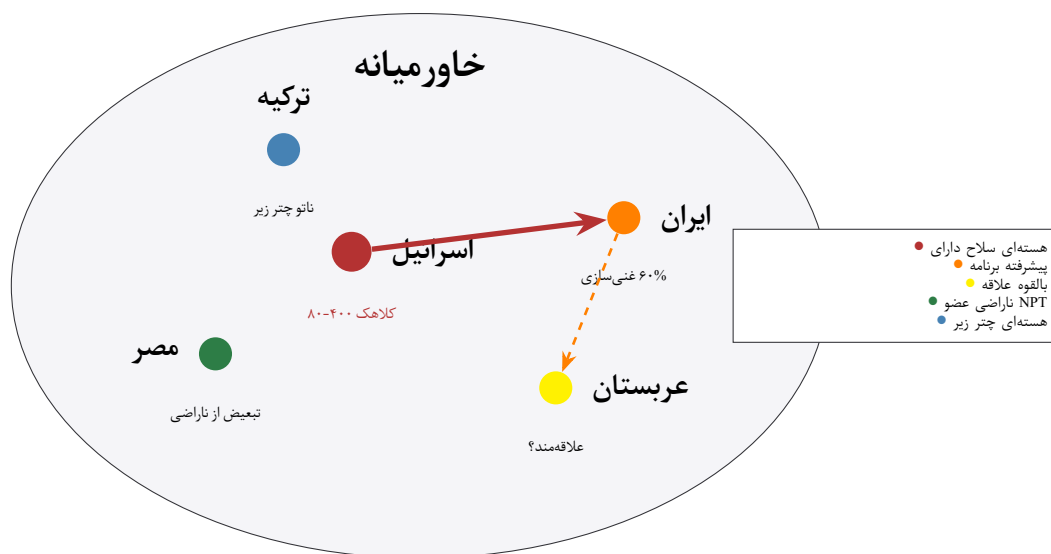 خاورمیانه
ترکیه
ناتو چتر زیر
ایران
۶۰% غنی‌سازی
اسرائیل
کلاهک ۸۰-۴۰۰
مصر
تبعیض از ناراضی
عربستان
علاقه‌مند؟
هسته‌ای سلاح دارای
پیشرفته برنامه
بالقوه علاقه
NPT ناراضی عضو
هسته‌ای چتر زیر